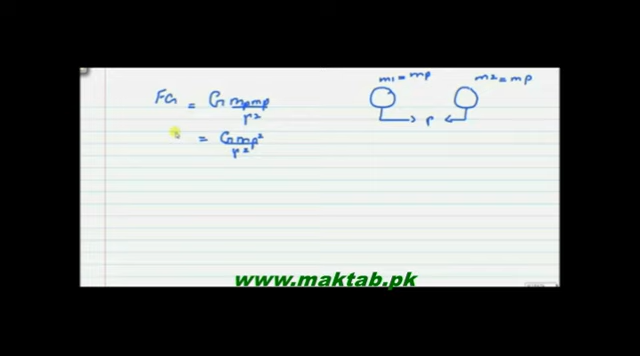 FG = G mpmp / r²
= Gmp² / r²
m1 = mp
m2 = mp
r
www.maktab.pk